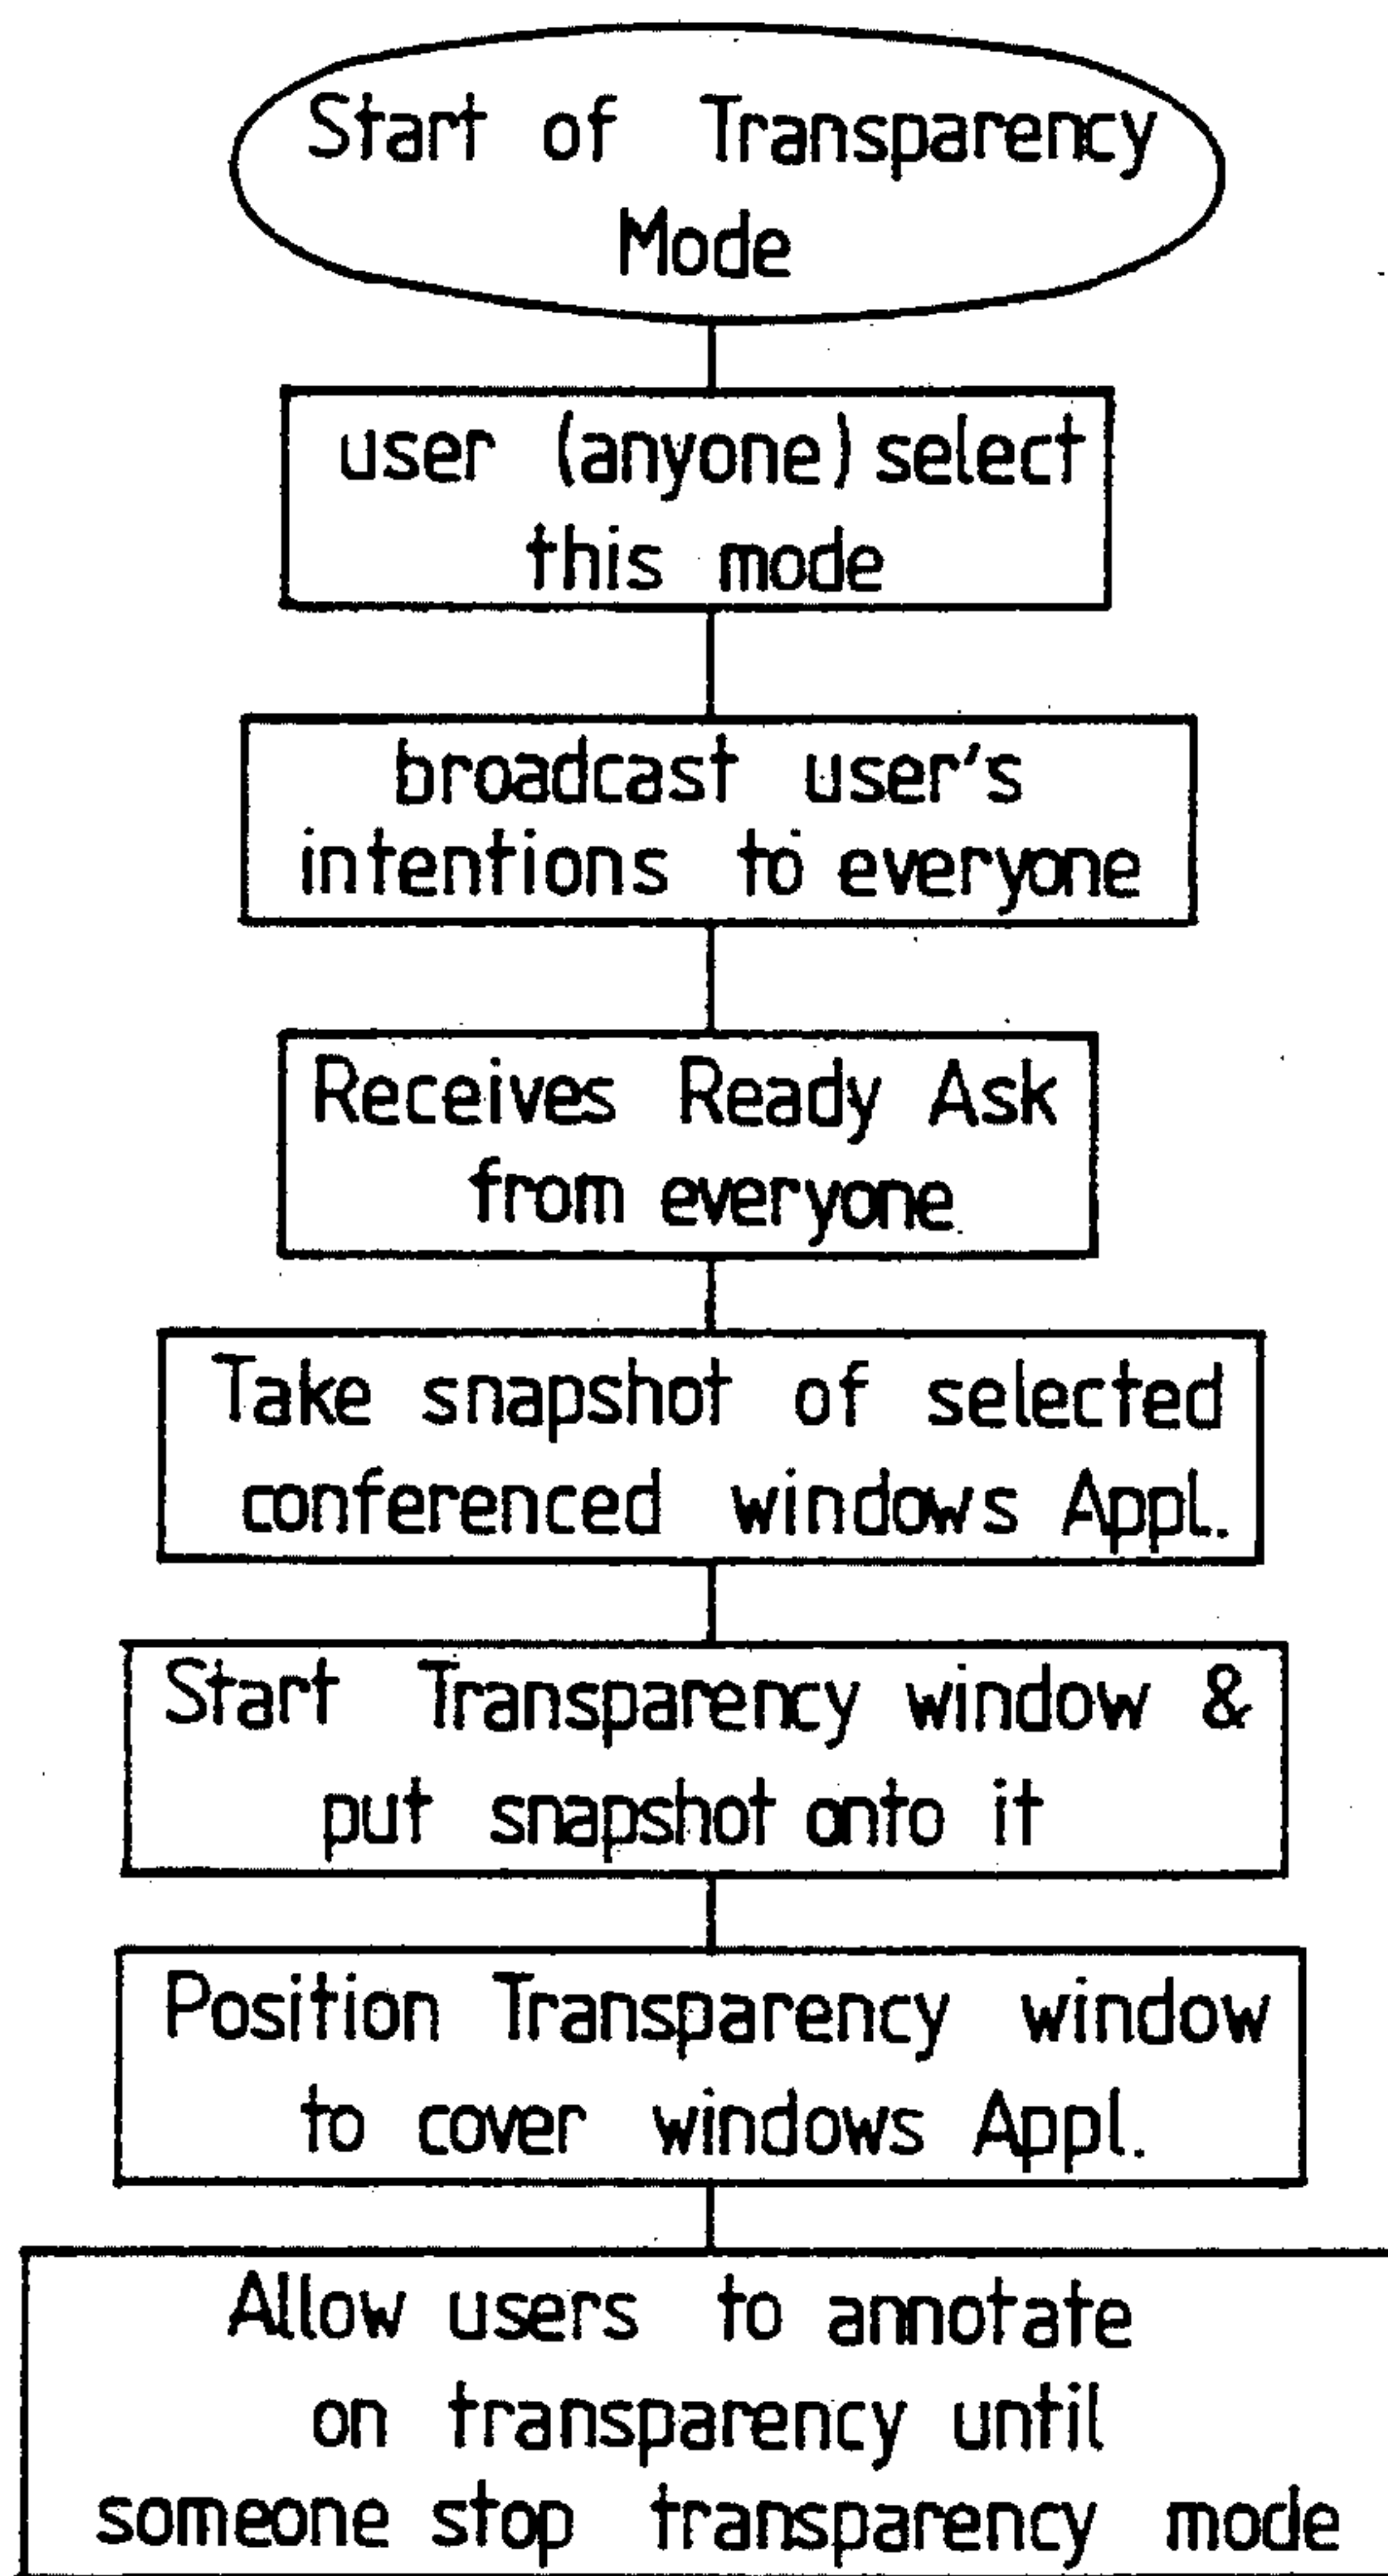 Start of Transparency
Mode
user (anyone) select
this mode
broadcast user's
intentions to everyone
Receives Ready Ask
from everyone
Take snapshot of selected
conferenced windows Appl.
Start Transparency window &
put snapshot onto it
Position Transparency window
to cover windows Appl.
Allow users to annotate
on transparency until
someone stop transparency mode